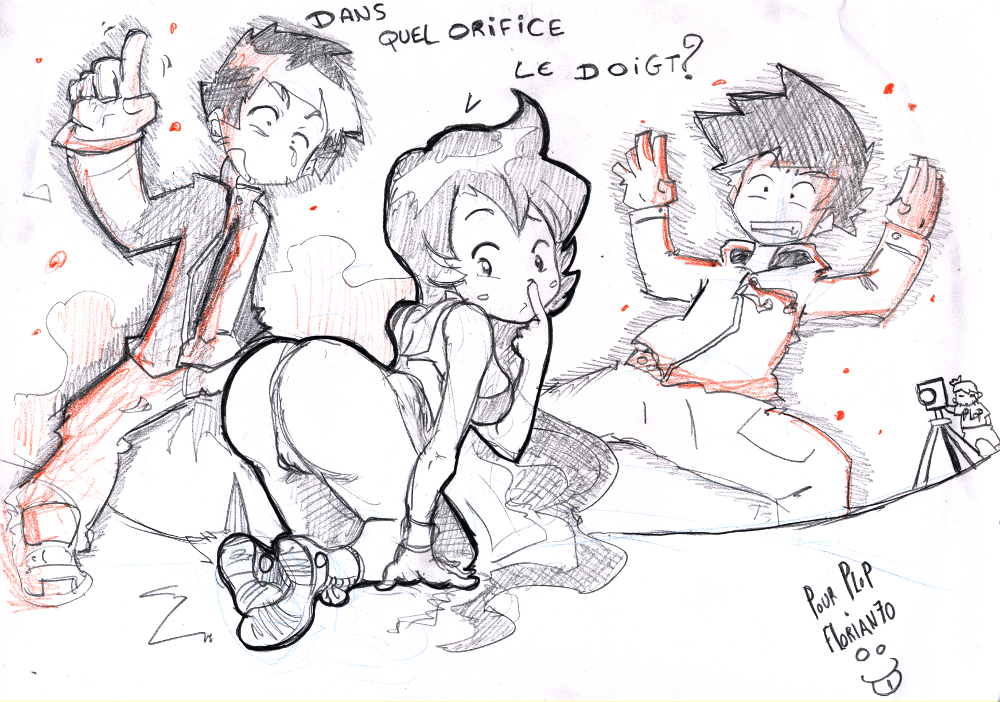 DANS
QUEL ORIFICE
LE DOIGT?
PLOP
POUR PLOP
FLORIAN70